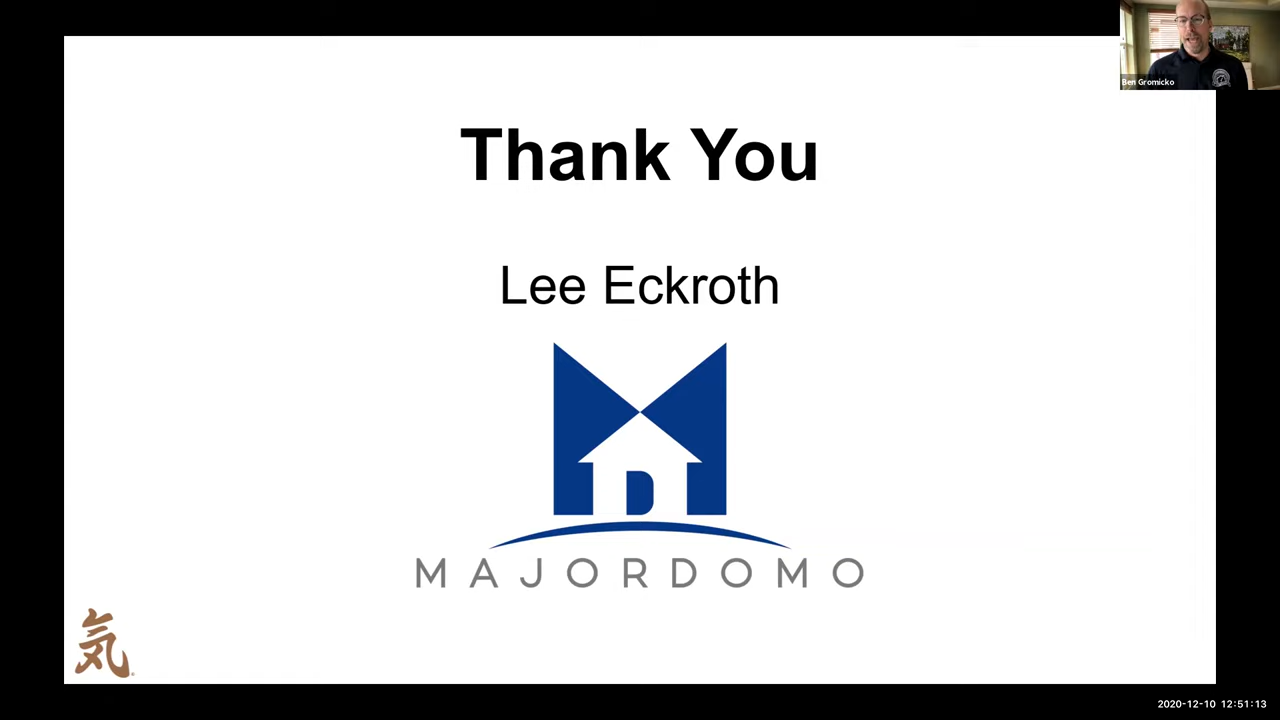 Ben Gromicko
Thank You
Lee Eckroth
D
MAJORDOMO
気
2020-12-10 12:51:13